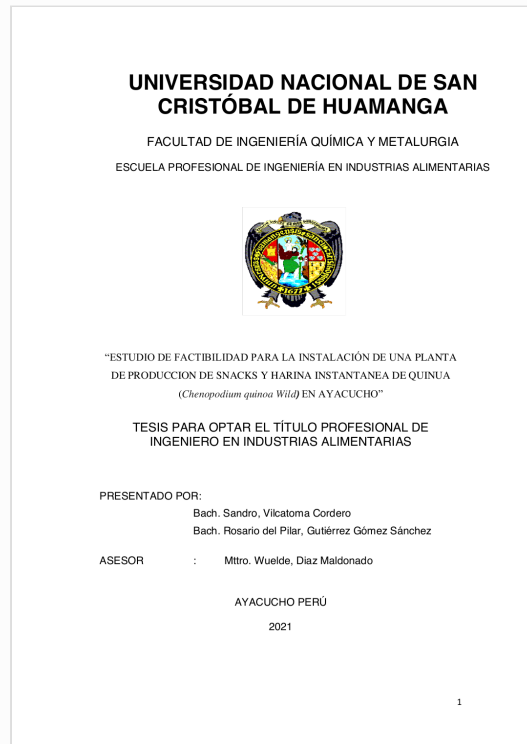 UNIVERSIDAD NACIONAL DE SAN
CRISTÓBAL DE HUAMANGA
FACULTAD DE INGENIERÍA QUÍMICA Y METALURGIA
ESCUELA PROFESIONAL DE INGENIERÍA EN INDUSTRIAS ALIMENTARIAS
1677
“ESTUDIO DE FACTIBILIDAD PARA LA INSTALACIÓN DE UNA PLANTA
DE PRODUCCION DE SNACKS Y HARINA INSTANTANEA DE QUINUA
(Chenopodium quinoa Wild) EN AYACUCHO”
TESIS PARA OPTAR EL TÍTULO PROFESIONAL DE
INGENIERO EN INDUSTRIAS ALIMENTARIAS
PRESENTADO POR:
Bach. Sandro, Vilcatoma Cordero
Bach. Rosario del Pilar, Gutiérrez Gómez Sánchez
ASESOR : Mttro. Wuelde, Diaz Maldonado
AYACUCHO PERÚ
2021
1